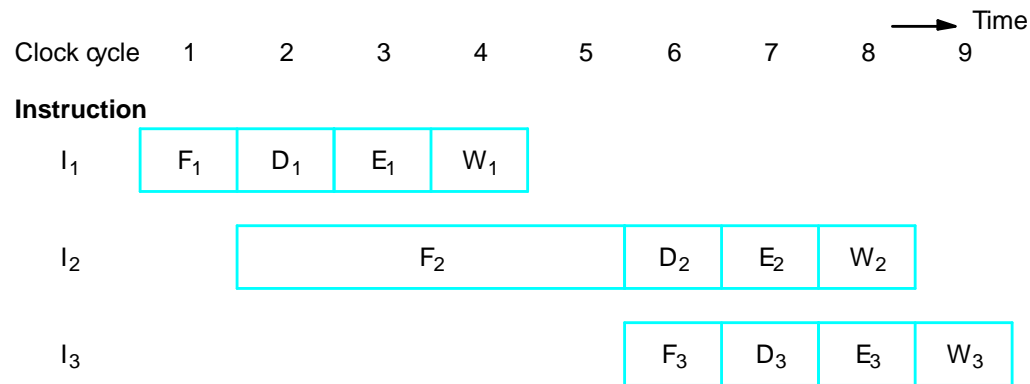 Time
Clock cycle 1 2 3 4 5 6 7 8 9
Instruction
I1 F1 D1 E1 W1
I2 F2 D2 E2 W2
I3 F3 D3 E3 W3